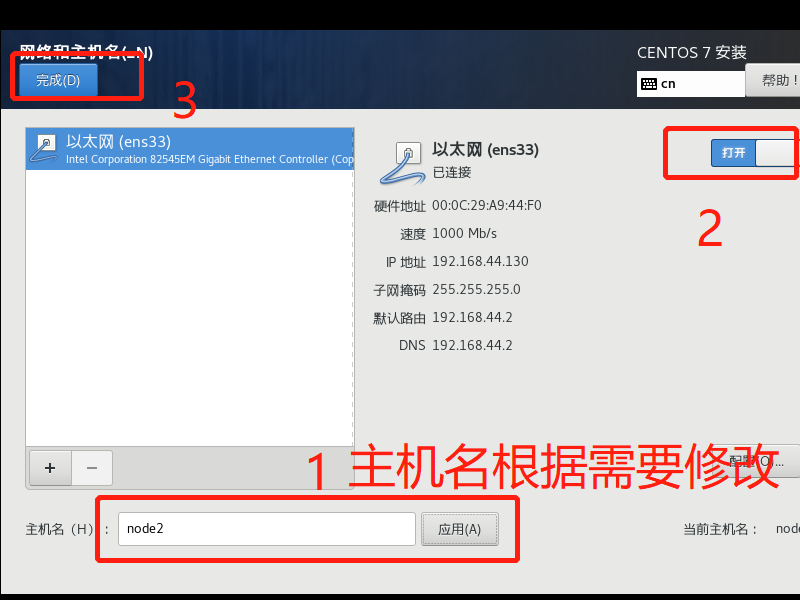 网络和主机名(_N)
CENTOS 7 安装
完成(D)
3
cn
帮助！
以太网 (ens33)
Intel Corporation 82545EM Gigabit Ethernet Controller (Cop
以太网 (ens33)
已连接
打开
2
硬件地址 00:0C:29:A9:44:F0
速度 1000 Mb/s
IP 地址 192.168.44.130
子网掩码 255.255.255.0
默认路由 192.168.44.2
DNS 192.168.44.2
+ −
1 主机名根据需要修改
配置(O)...
主机名（H）：
node2
应用(A)
当前主机名：
node